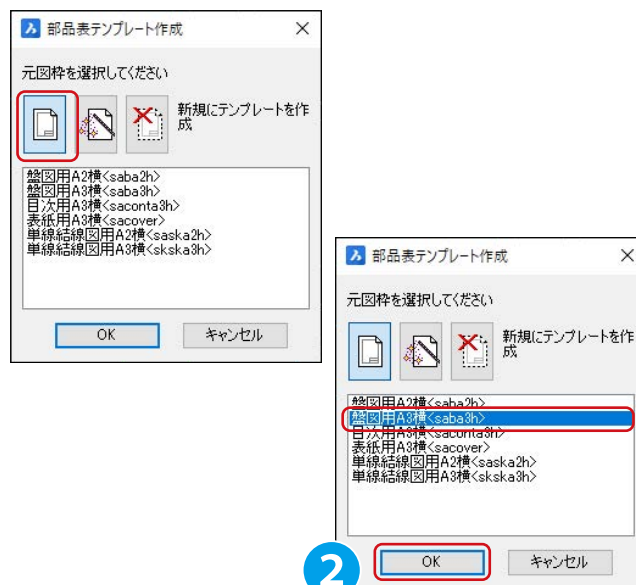 部品表テンプレート作成
元図枠を選択してください
新規にテンプレートを作
成
盤図用A2横<saba2h>
盤図用A3横<saba3h>
目次用A3横<saconta3h>
表紙用A3横<sacover>
単線結線図用A2横<saska2h>
単線結線図用A3横<skska3h>
OK
キャンセル
部品表テンプレート作成
元図枠を選択してください
新規にテンプレートを作
成
盤図用A2横<saba2h>
盤図用A3横<saba3h>
目次用A3横<saconta3h>
表紙用A3横<sacover>
単線結線図用A2横<saska2h>
単線結線図用A3横<skska3h>
2
OK
キャンセル